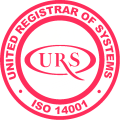 UNITED REGISTRAR OF SYSTEMS
URS
• ISO 14001 •